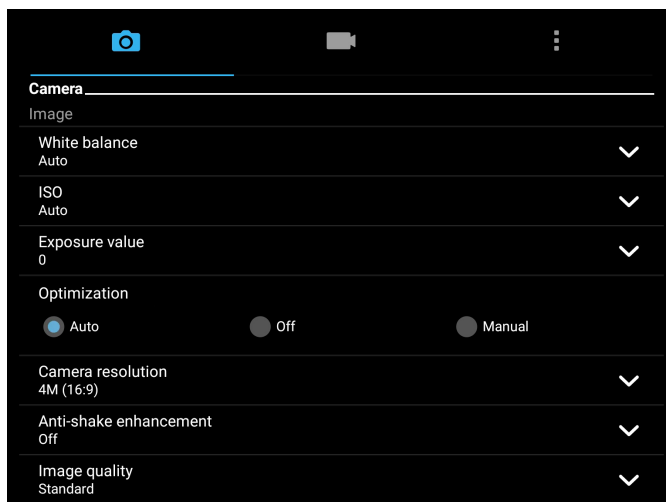 Camera
Image
White balance
Auto
ISO
Auto
Exposure value
0
Optimization
Auto Off Manual
Camera resolution
4M (16:9)
Anti-shake enhancement
Off
Image quality
Standard